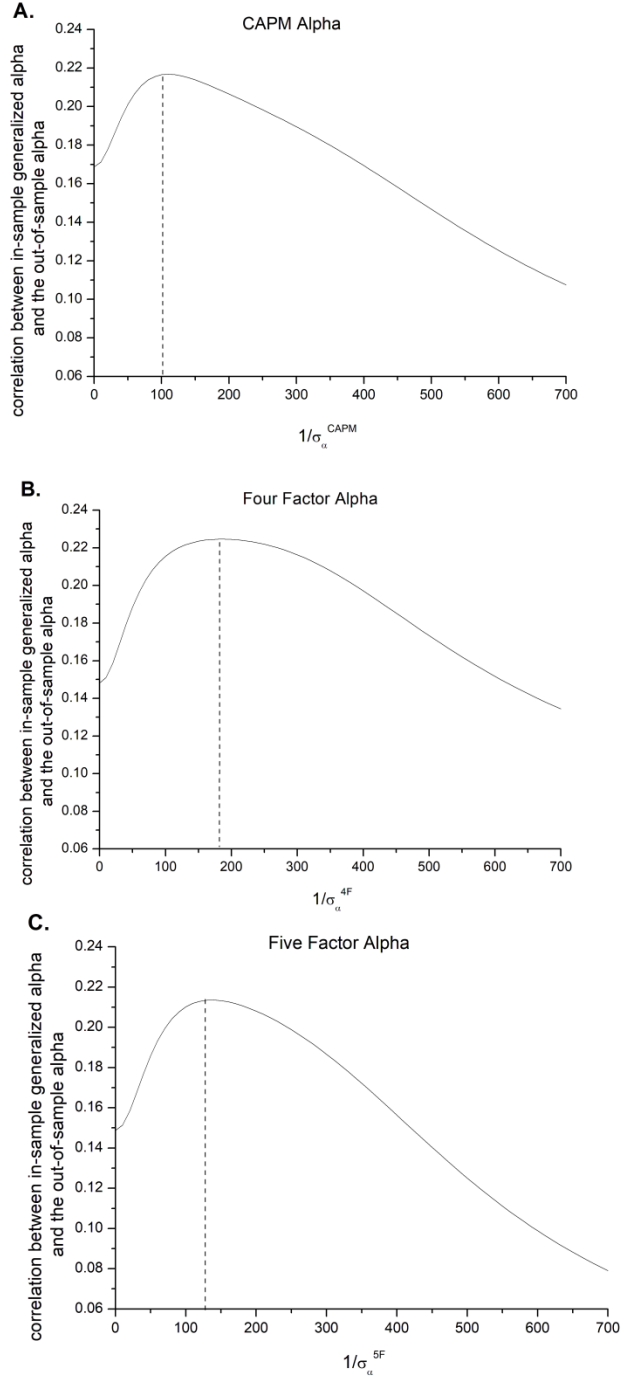 A.
CAPM Alpha
correlation between in-sample generalized alpha
and the out-of-sample alpha
0.24
0.22
0.20
0.18
0.16
0.14
0.12
0.10
0.08
0.06
0 100 200 300 400 500 600 700
1/σα^CAPM
B.
Four Factor Alpha
correlation between in-sample generalized alpha
and the out-of-sample alpha
0.24
0.22
0.20
0.18
0.16
0.14
0.12
0.10
0.08
0.06
0 100 200 300 400 500 600 700
1/σα^4F
C.
Five Factor Alpha
correlation between in-sample generalized alpha
and the out-of-sample alpha
0.24
0.22
0.20
0.18
0.16
0.14
0.12
0.10
0.08
0.06
0 100 200 300 400 500 600 700
1/σα^5F